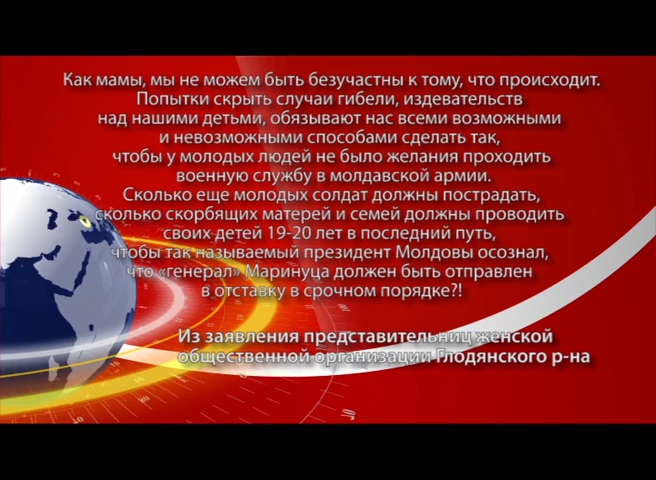 Как мамы, мы не можем быть безучастны к тому, что происходит.
Попытки скрыть случаи гибели, издевательств
над нашими детьми, обязывают нас всеми возможными
и невозможными способами сделать так,
чтобы у молодых людей не было желания проходить
военную службу в молдавской армии.
Сколько еще молодых солдат должны пострадать,
сколько скорбящих матерей и семей должны проводить
своих детей 19-20 лет в последний путь,
чтобы так называемый президент Молдовы осознал,
что «генерал» Маринуца должен быть отправлен
в отставку в срочном порядке?!
Из заявления представительниц женской
общественной организации Глодянского р-на